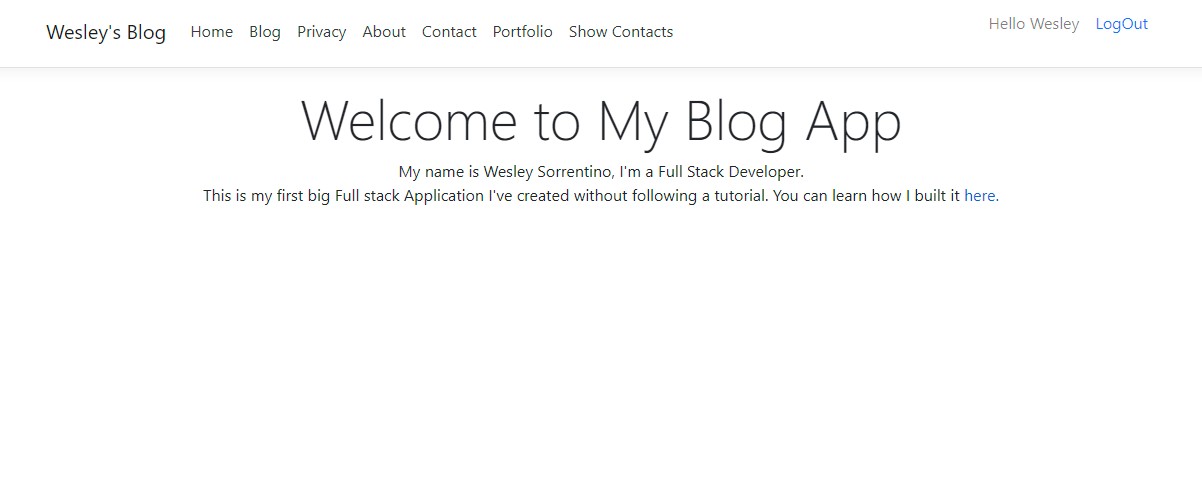 Wesley's Blog Home Blog Privacy About Contact Portfolio Show Contacts Hello Wesley LogOut
Welcome to My Blog App
My name is Wesley Sorrentino, I'm a Full Stack Developer.
This is my first big Full stack Application I've created without following a tutorial. You can learn how I built it here.